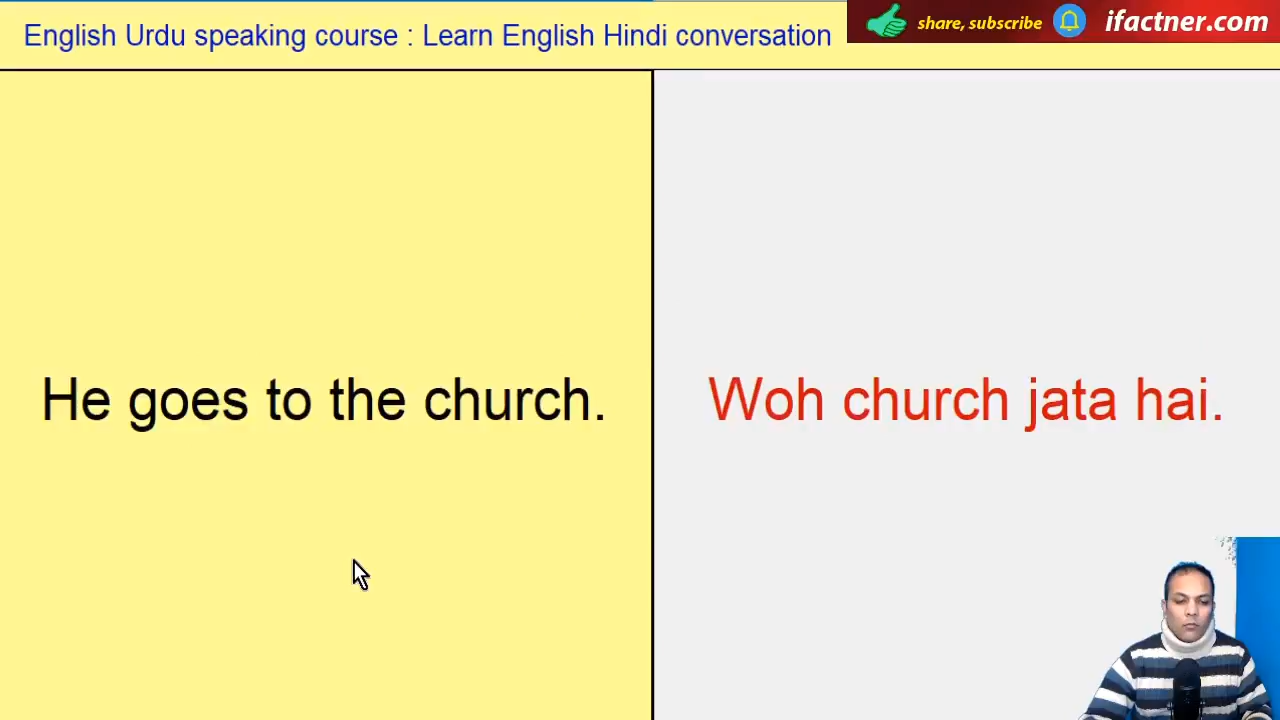 English Urdu speaking course : Learn English Hindi conversation
share, subscribe
ifactner.com
He goes to the church.
Woh church jata hai.